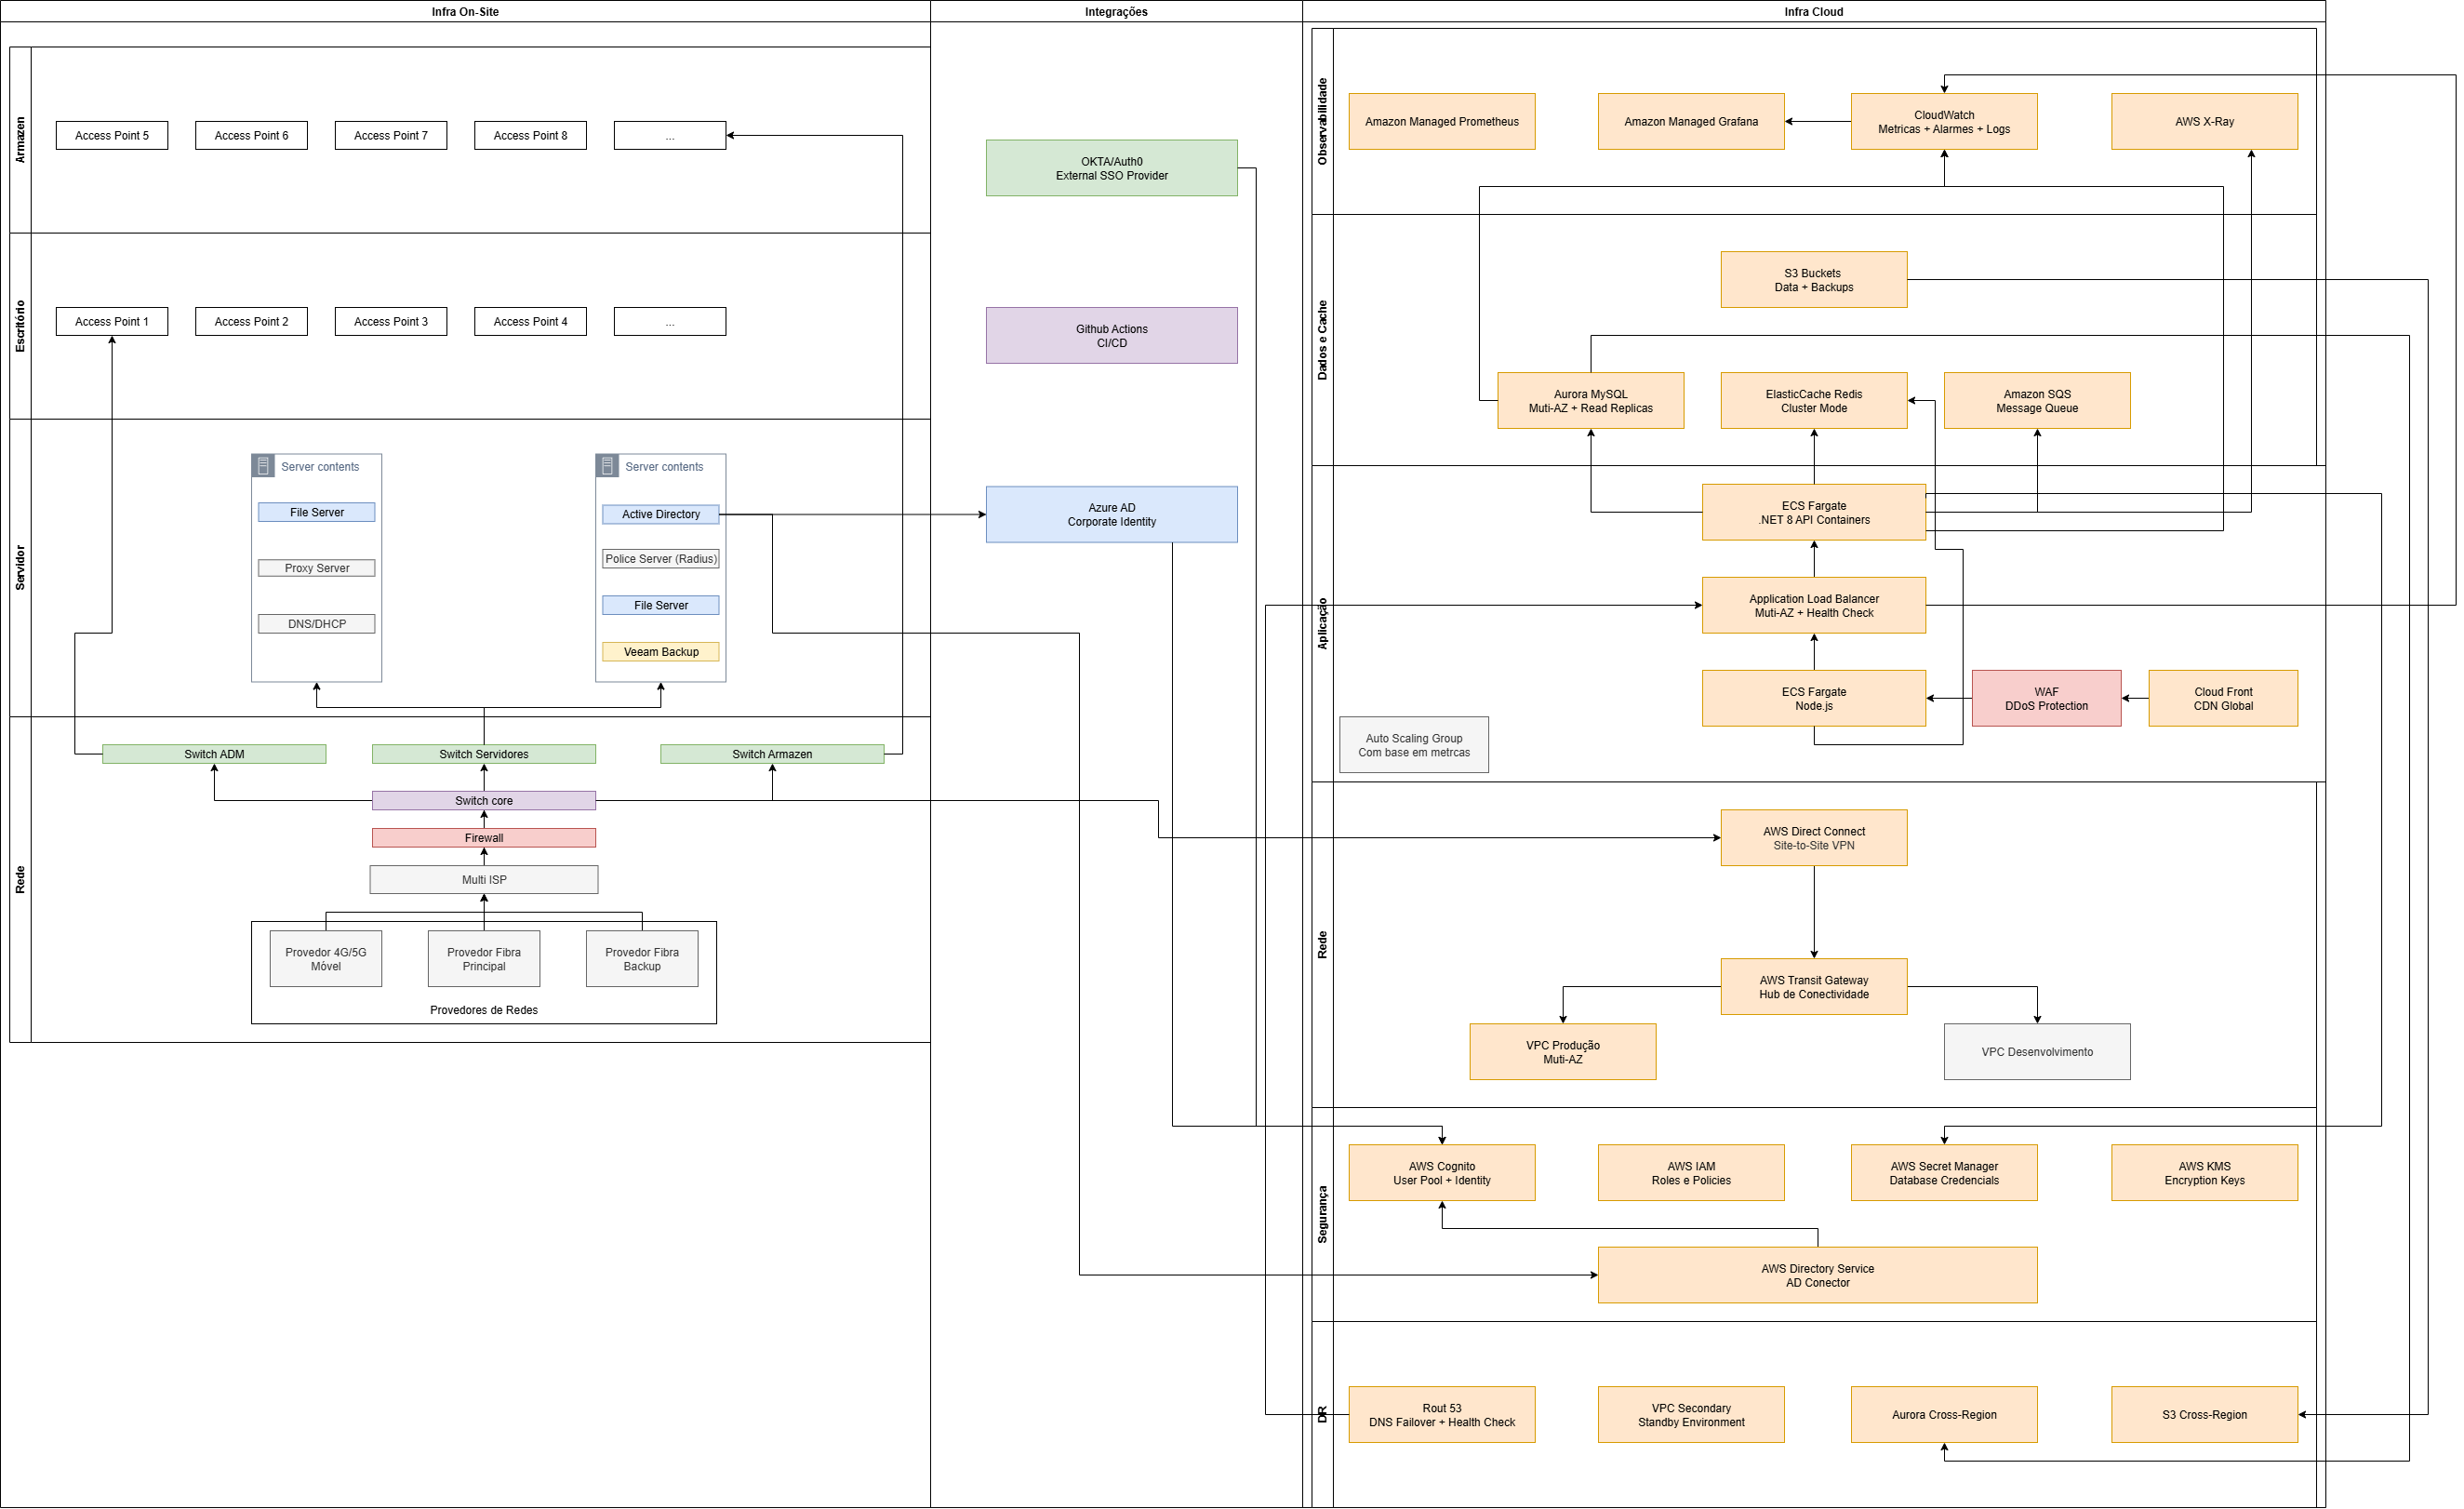 Infra On-Site
Integrações
Infra Cloud
Armazen
Access Point 5
Access Point 6
Access Point 7
Access Point 8
...
Escritório
Access Point 1
Access Point 2
Access Point 3
Access Point 4
...
Servidor
Server contents
File Server
Proxy Server
DNS/DHCP
Server contents
Active Directory
Police Server (Radius)
File Server
Veeam Backup
Rede
Switch ADM
Switch Servidores
Switch Armazen
Switch core
Firewall
Multi ISP
Provedor 4G/5G
Móvel
Provedor Fibra
Principal
Provedor Fibra
Backup
Provedores de Redes
OKTA/Auth0
External SSO Provider
Github Actions
CI/CD
Azure AD
Corporate Identity
Observabilidade
Amazon Managed Prometheus
Amazon Managed Grafana
CloudWatch
Metricas + Alarmes + Logs
AWS X-Ray
Dados e Cache
S3 Buckets
Data + Backups
Aurora MySQL
Muti-AZ + Read Replicas
ElasticCache Redis
Cluster Mode
Amazon SQS
Message Queue
Aplicação
ECS Fargate
.NET 8 API Containers
Application Load Balancer
Muti-AZ + Health Check
ECS Fargate
Node.js
WAF
DDoS Protection
Cloud Front
CDN Global
Auto Scaling Group
Com base em metrcas
Rede
AWS Direct Connect
Site-to-Site VPN
AWS Transit Gateway
Hub de Conectividade
VPC Produção
Muti-AZ
VPC Desenvolvimento
Segurança
AWS Cognito
User Pool + Identity
AWS IAM
Roles e Policies
AWS Secret Manager
Database Credencials
AWS KMS
Encryption Keys
AWS Directory Service
AD Conector
DR
Rout 53
DNS Failover + Health Check
VPC Secondary
Standby Environment
Aurora Cross-Region
S3 Cross-Region